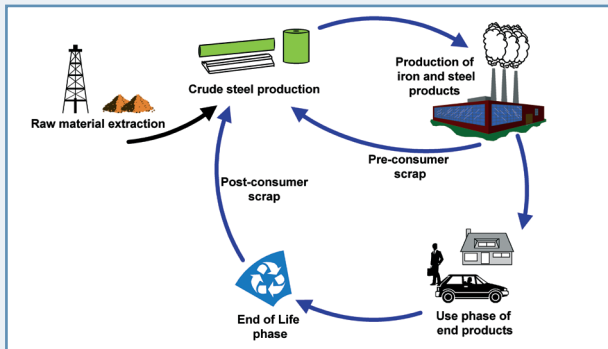 Crude steel production
Production of
iron and steel
products
Raw material extraction
Pre-consumer
scrap
Post-consumer
scrap
End of Life
phase
Use phase of
end products